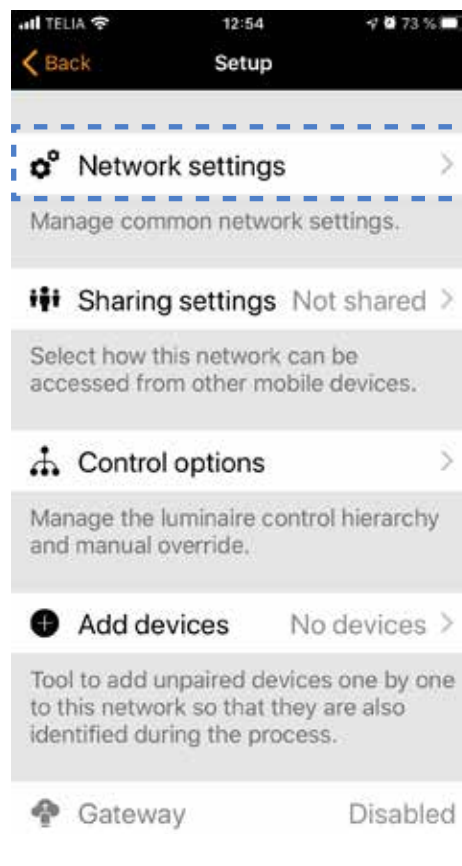 TELIA 12:54 73 %
Back Setup
Network settings
Manage common network settings.
Sharing settings Not shared
Select how this network can be
accessed from other mobile devices.
Control options
Manage the luminaire control hierarchy
and manual override.
Add devices No devices
Tool to add unpaired devices one by one
to this network so that they are also
identified during the process.
Gateway Disabled